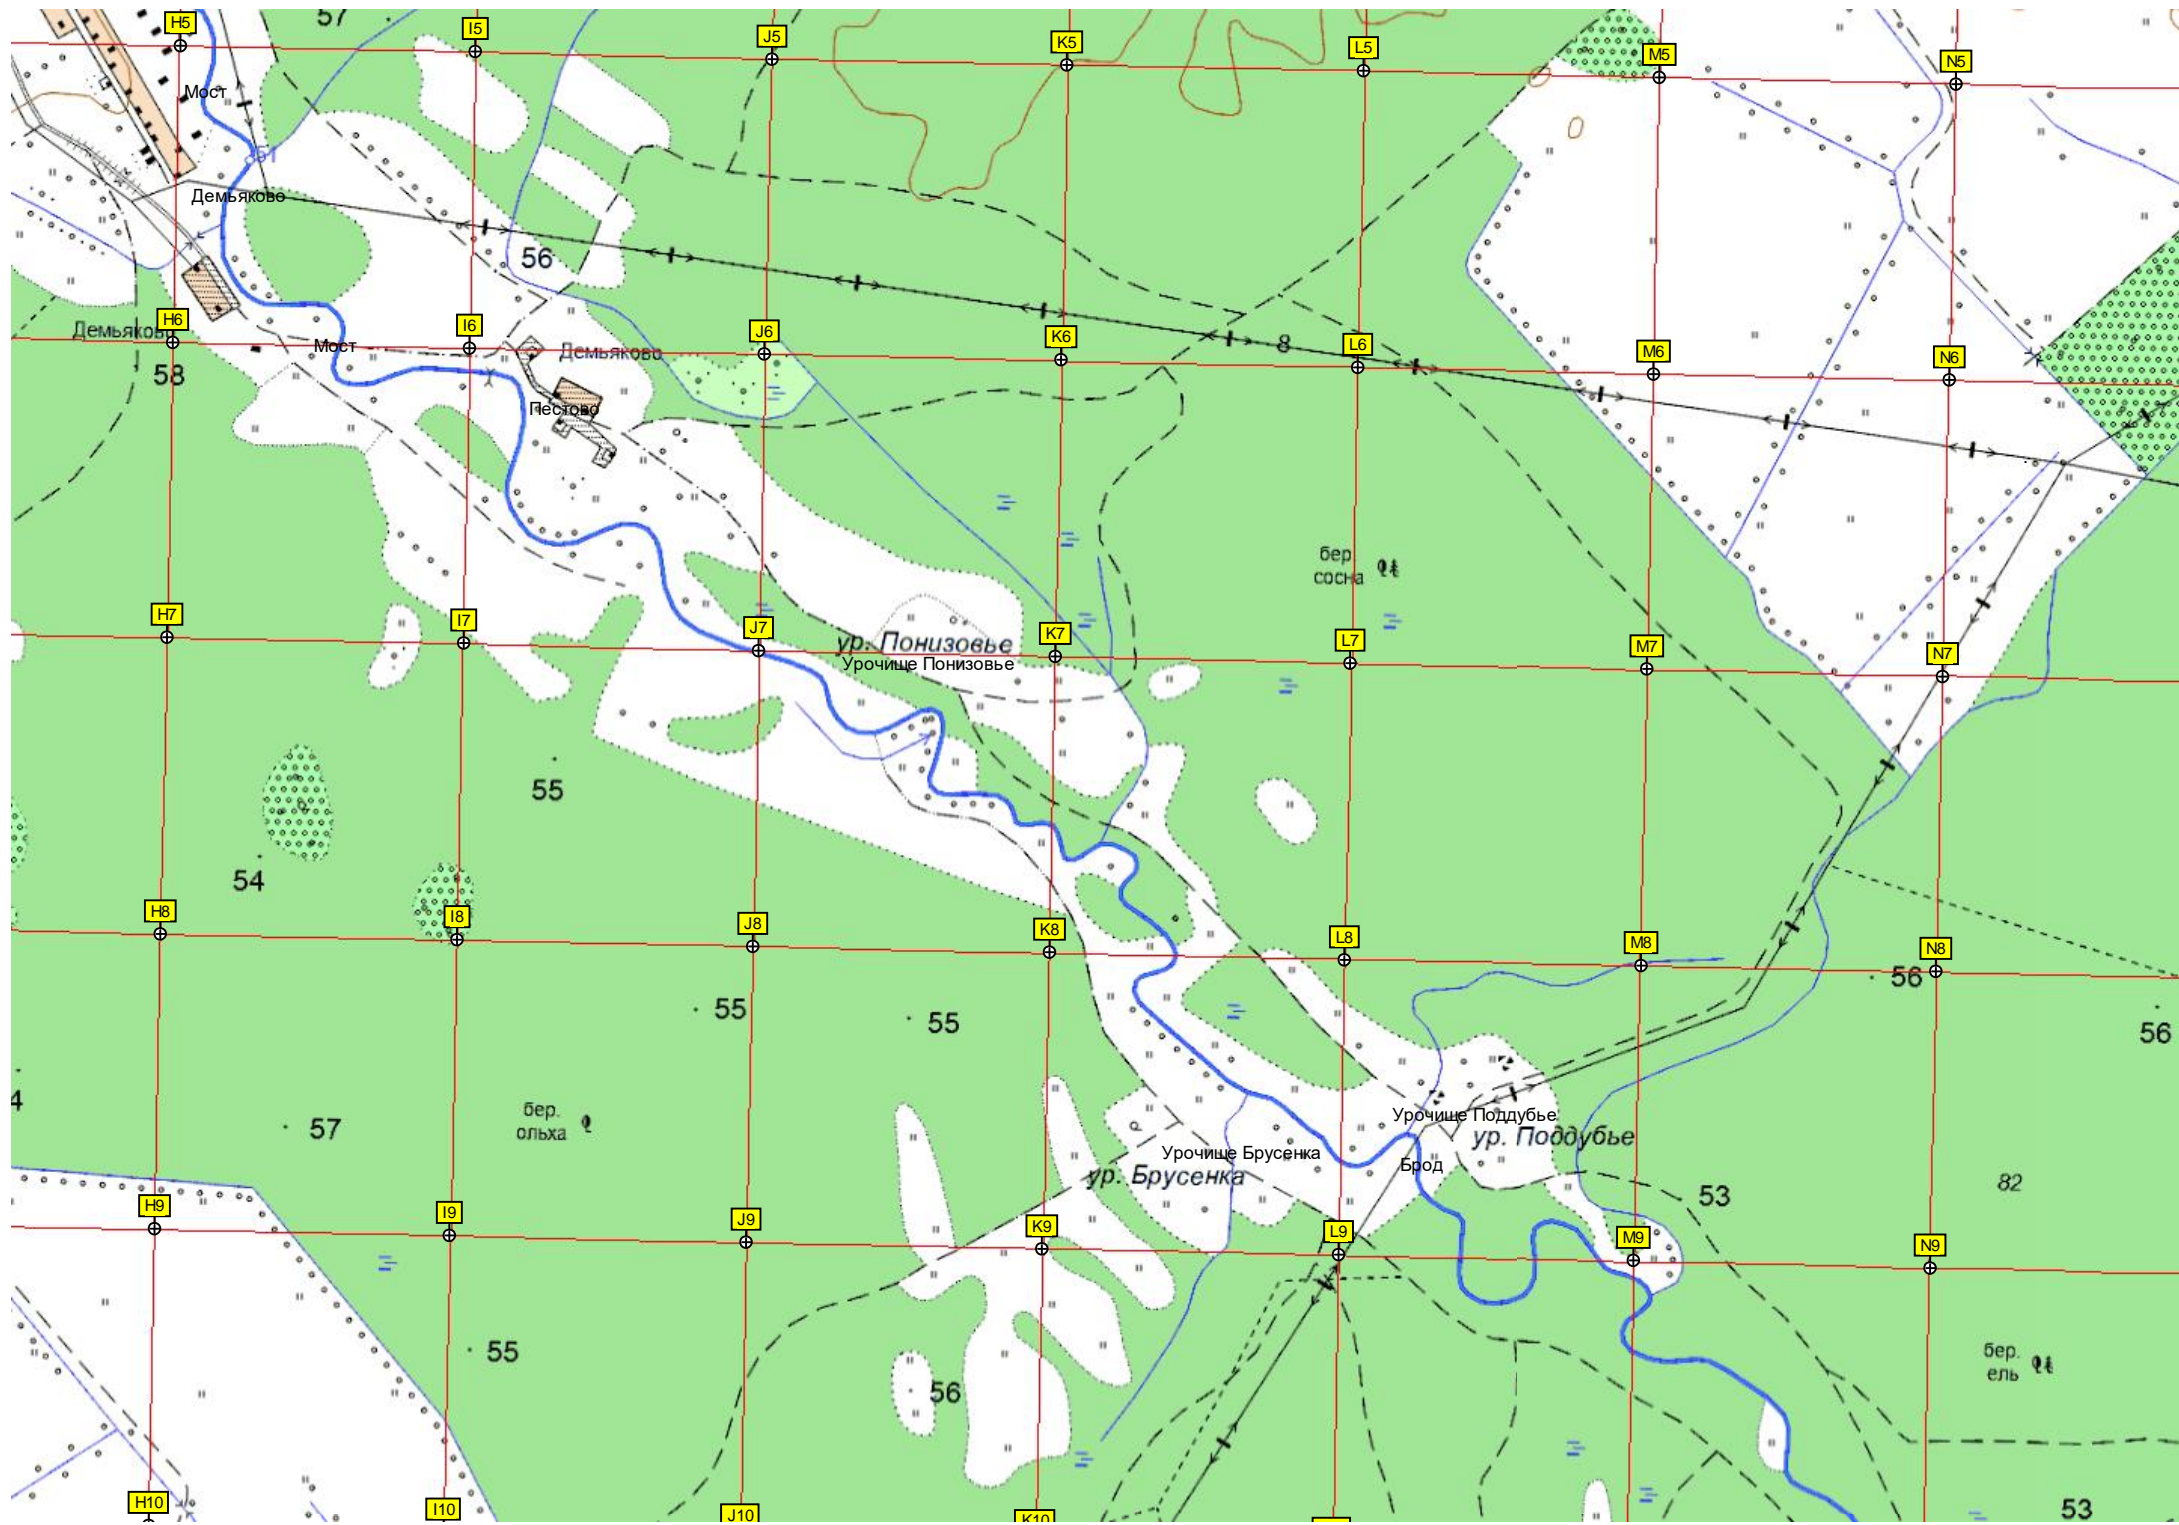 57
H5
I5
J5
K5
L5
M5
N5
Мост
51
Демьяково
56
H6
I6
J6
K6
8
L6
M6
N6
Демьяково
Мост
Демьяково
58
Пестово
бер.
сосна
H7
I7
J7
K7
L7
M7
N7
ур. Понизовье
Урочище Понизовье
55
54
H8
I8
J8
K8
L8
M8
N8
56
55
55
56
4
57
бер.
ольха
Урочище Поддубье
ур. Поддубье
Урочище Брусенка
Брод
ур. Брусенка
53
82
H9
I9
J9
K9
L9
M9
N9
55
56
бер.
ель
H10
I10
J10
K10
53